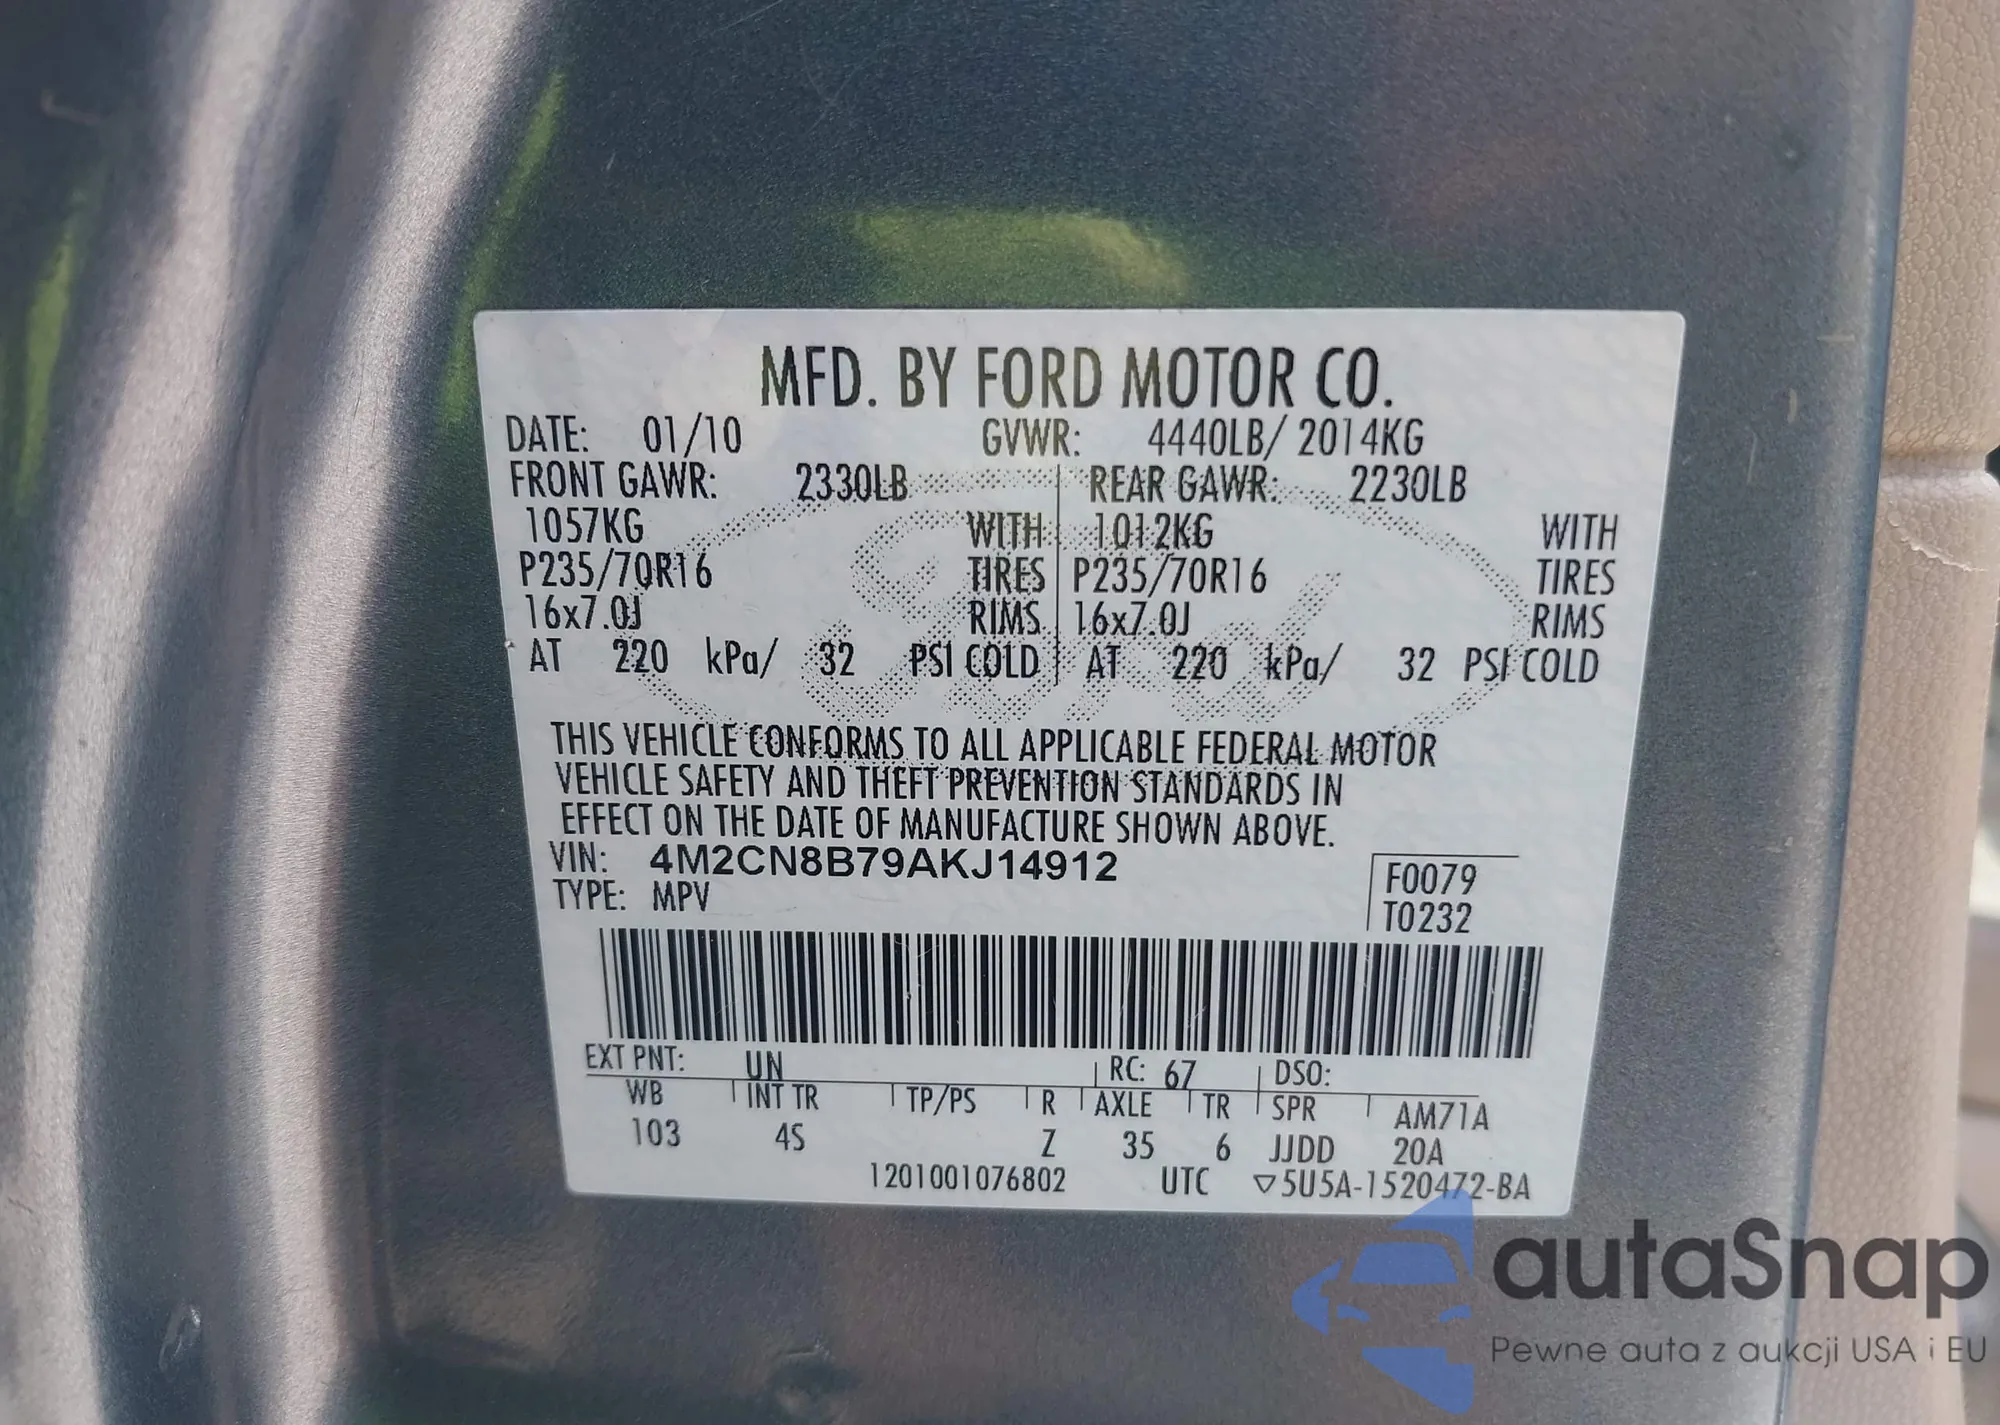 MFD. BY FORD MOTOR CO.
DATE: 01/10 GVWR: 4440LB/ 2014KG
FRONT GAWR: 2330LB REAR GAWR: 2230LB
1057KG WITH 1012KG WITH
P235/70R16 TIRES P235/70R16 TIRES
16x7.0J RIMS 16x7.0J RIMS
AT 220 kPa/ 32 PSI COLD AT 220 kPa/ 32 PSI COLD
Ford
THIS VEHICLE CONFORMS TO ALL APPLICABLE FEDERAL MOTOR
VEHICLE SAFETY AND THEFT PREVENTION STANDARDS IN
EFFECT ON THE DATE OF MANUFACTURE SHOWN ABOVE.
VIN: 4M2CN8B79AKJ14912 F0079
TYPE: MPV T0232
EXT PNT: UN RC: 67 DSO:
WB INT TR TP/PS R AXLE TR SPR AM71A
103 4S Z 35 6 JJDD 20A
1201001076802 UTC ▽5U5A-1520472-BA
autaSnap
Pewne auta z aukcji USA i EU